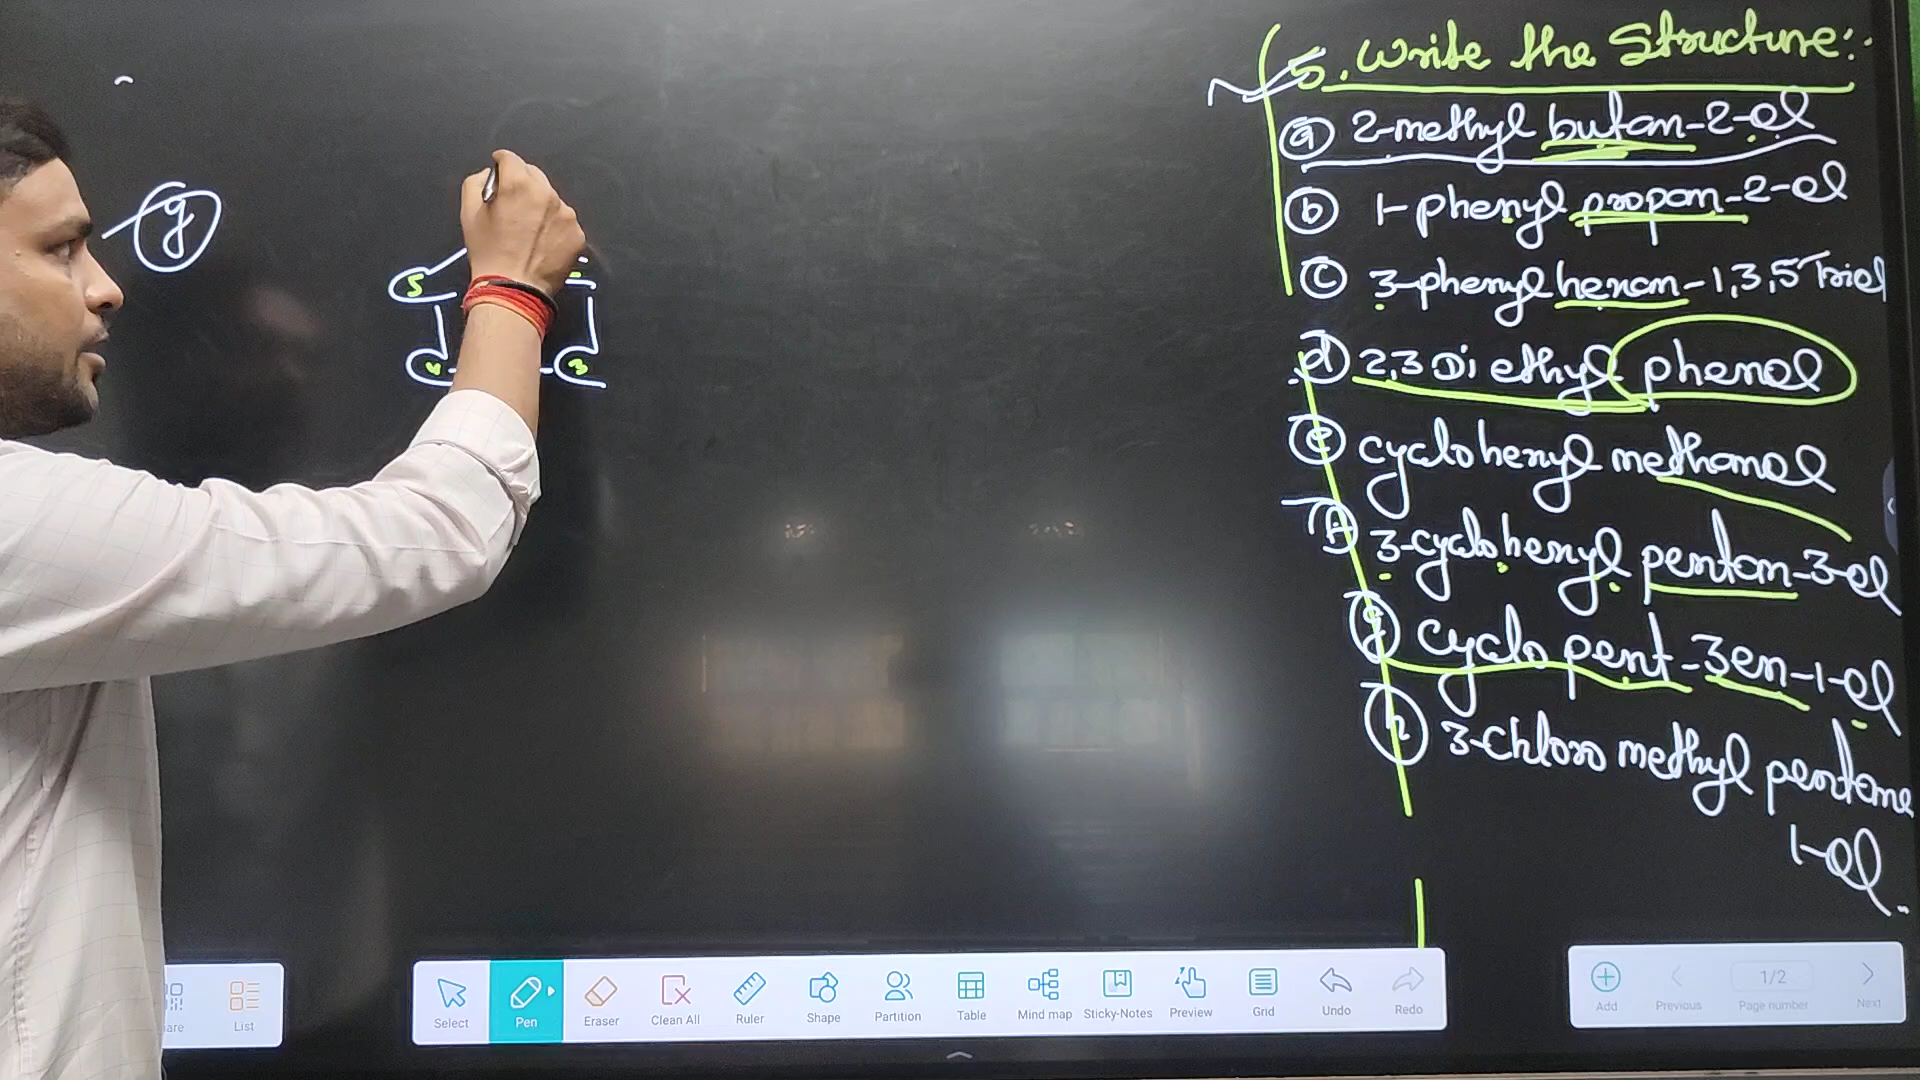 5. Write the Structure:-
(a) 2-methyl butan-2-ol
(b) 1-phenyl propan-2-ol
(c) 3-phenyl hexan-1,3,5 Triol
(d) 2,3 Di ethyl phenol
(e) cyclohexyl methanol
3-cyclohexyl pentan-3-ol
(g) cyclo pent-3en-1-ol
(h) 3-Chloro methyl pentane
1-ol.
(g)
5
4 3
List
Select
Pen
Eraser
Clean All
Ruler
Shape
Partition
Table
Mind map
Sticky-Notes
Preview
Grid
Undo
Redo
Add
Previous
1/2
Page number
Next